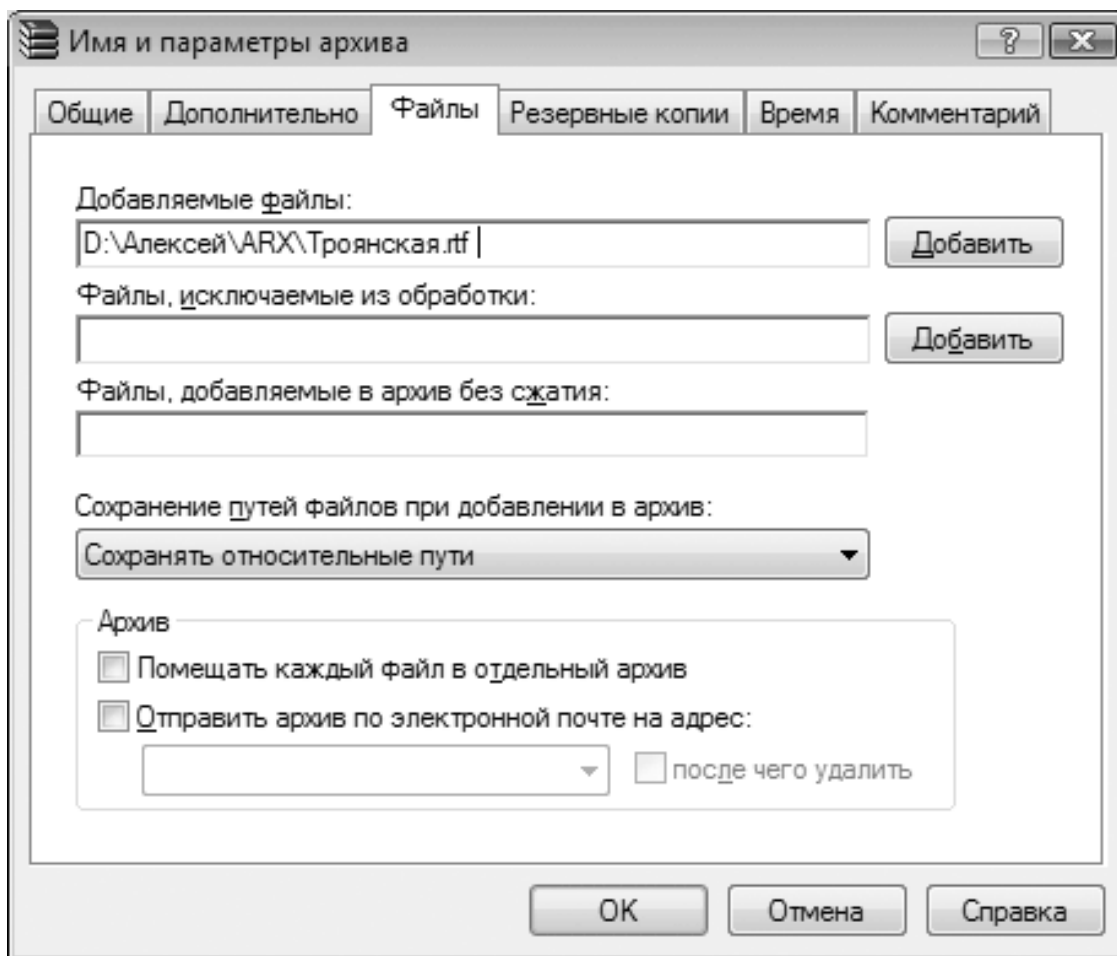 Имя и параметры архива
Общие Дополнительно Файлы Резервные копии Время Комментарий
Добавляемые файлы:
D:\Алексей\ARX\Троянская.rtf Добавить
Файлы, исключаемые из обработки:
Добавить
Файлы, добавляемые в архив без сжатия:
Сохранение путей файлов при добавлении в архив:
Сохранять относительные пути
Архив
Помещать каждый файл в отдельный архив
Отправить архив по электронной почте на адрес:
после чего удалить
OK Отмена Справка